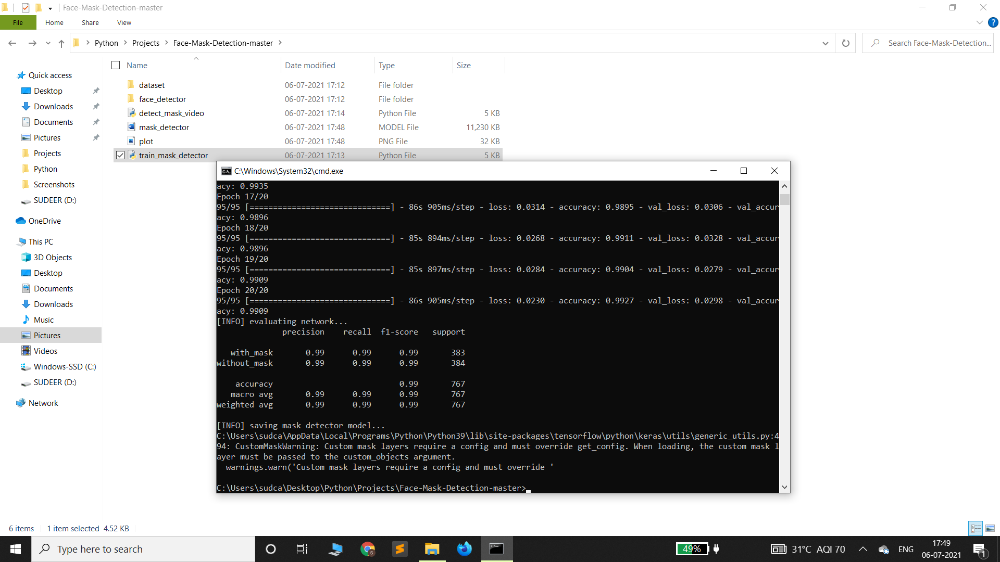 Face-Mask-Detection-master
File Home Share View
Python Projects Face-Mask-Detection-master Search Face-Mask-Detection...
Name Date modified Type Size
dataset 06-07-2021 17:12 File folder
face_detector 06-07-2021 17:12 File folder
detect_mask_video 06-07-2021 17:14 Python File 5 KB
mask_detector 06-07-2021 17:48 MODEL File 11,230 KB
plot 06-07-2021 17:48 PNG File 32 KB
train_mask_detector 06-07-2021 17:13 Python File 5 KB
Quick access
Desktop
Downloads
Documents
Pictures
Projects
Python
Screenshots
SUDEER (D:)
OneDrive
This PC
3D Objects
Desktop
Documents
Downloads
Music
Pictures
Videos
Windows-SSD (C:)
SUDEER (D:)
Network
C:\Windows\System32\cmd.exe
acy: 0.9935
Epoch 17/20
95/95 [==============================] - 86s 905ms/step - loss: 0.0314 - accuracy: 0.9895 - val_loss: 0.0306 - val_accur
acy: 0.9896
Epoch 18/20
95/95 [==============================] - 85s 894ms/step - loss: 0.0268 - accuracy: 0.9911 - val_loss: 0.0328 - val_accur
acy: 0.9896
Epoch 19/20
95/95 [==============================] - 85s 897ms/step - loss: 0.0284 - accuracy: 0.9904 - val_loss: 0.0279 - val_accur
acy: 0.9909
Epoch 20/20
95/95 [==============================] - 86s 905ms/step - loss: 0.0230 - accuracy: 0.9927 - val_loss: 0.0298 - val_accur
acy: 0.9909
[INFO] evaluating network...
precision recall f1-score support
with_mask 0.99 0.99 0.99 383
without_mask 0.99 0.99 0.99 384
accuracy 0.99 767
macro avg 0.99 0.99 0.99 767
weighted avg 0.99 0.99 0.99 767
[INFO] saving mask detector model...
C:\Users\sudca\AppData\Local\Programs\Python\Python39\lib\site-packages\tensorflow\python\keras\utils\generic_utils.py:4
94: CustomMaskWarning: Custom mask layers require a config and must override get_config. When loading, the custom mask l
ayer must be passed to the custom_objects argument.
warnings.warn('Custom mask layers require a config and must override '
C:\Users\sudca\Desktop\Python\Projects\Face-Mask-Detection-master>
6 items 1 item selected 4.52 KB
Type here to search
49%
31°C AQI 70
ENG
17:49
06-07-2021
1